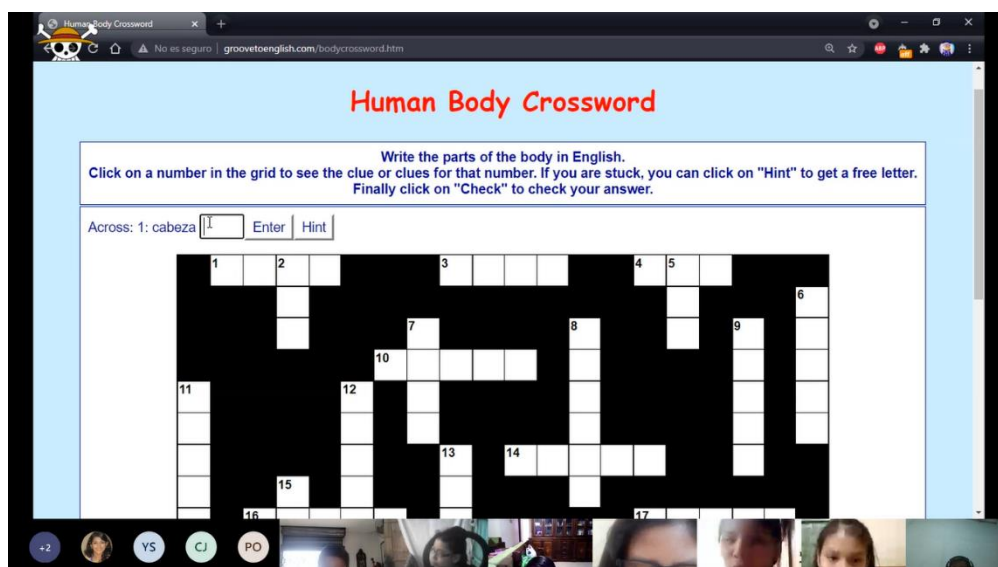 Human Body Crossword
No es seguro | groovetoenglish.com/bodycrossword.htm
Human Body Crossword
Write the parts of the body in English.
Click on a number in the grid to see the clue or clues for that number. If you are stuck, you can click on "Hint" to get a free letter.
Finally click on "Check" to check your answer.
Across: 1: cabeza Enter Hint
1 2 3 4 5
6
7 8 9
10
11 12
13 14
15
16 17
+2 YS CJ PO